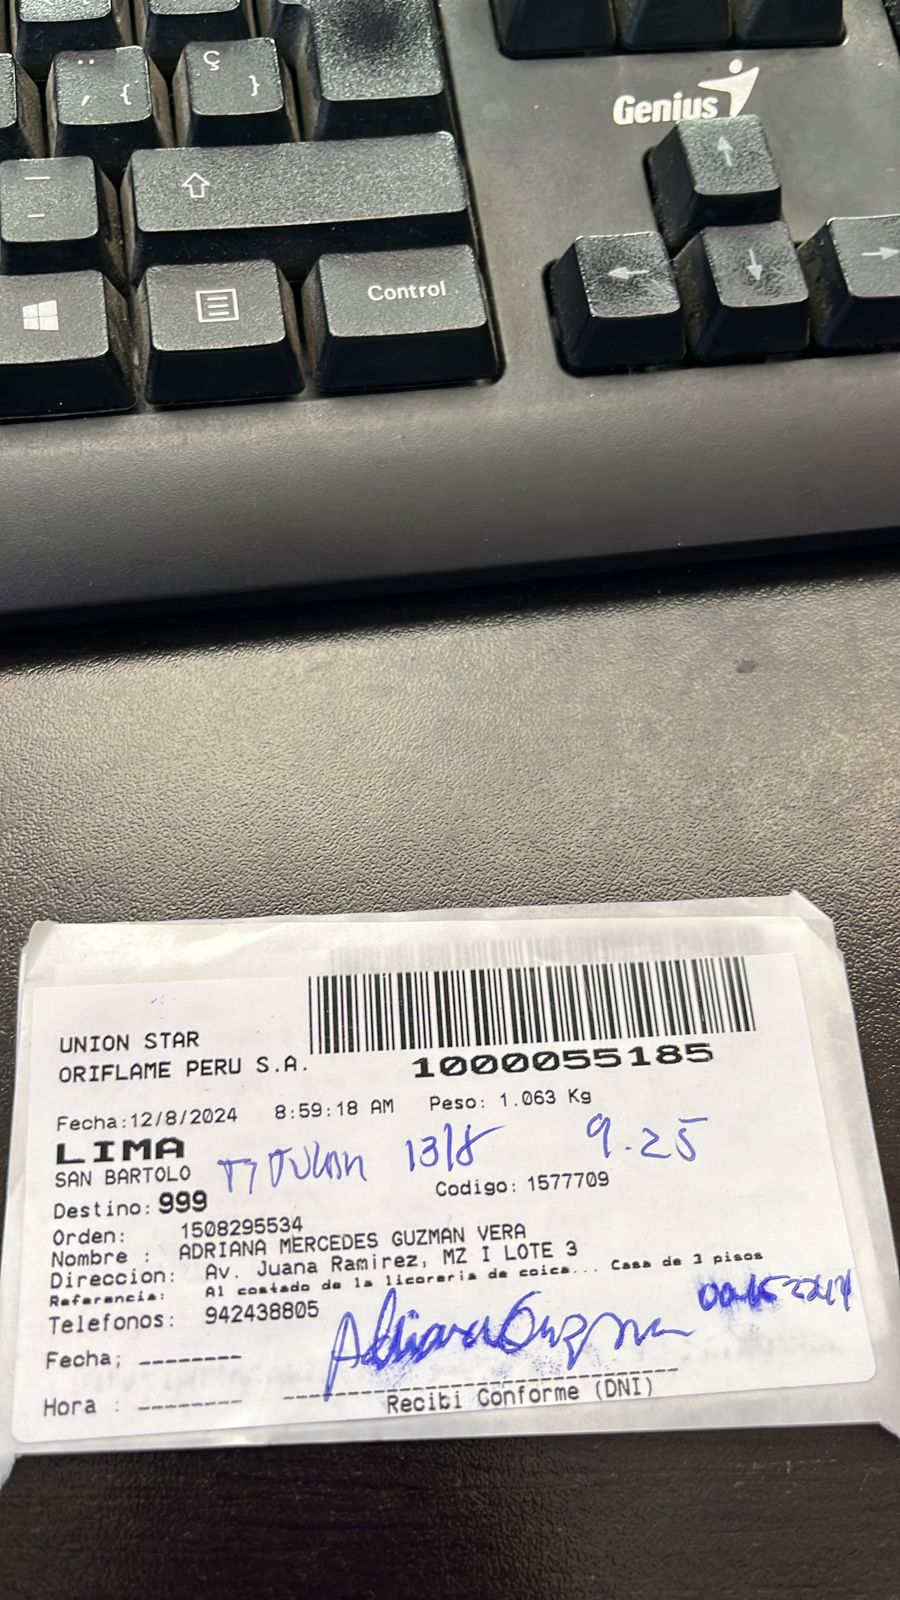 ¨ ç
´ { }
Genius
Control
UNION STAR
ORIFLAME PERU S.A.
1000055185
Fecha:12/8/2024 8:59:18 AM Peso: 1.063 Kg
LIMA
SAN BARTOLO TITULAR 13/8 9.25
Destino: 999 Codigo: 1577709
Orden: 1508295534
Nombre : ADRIANA MERCEDES GUZMAN VERA
Direccion: Av. Juana Ramirez, MZ I LOTE 3
Referencia: Al costado de la licoreria de coica... Casa de 3 pisos
Telefonos: 942438805
Adriana Guzman
Fecha; --------
Hora : --------
Recibi Conforme (DNI)